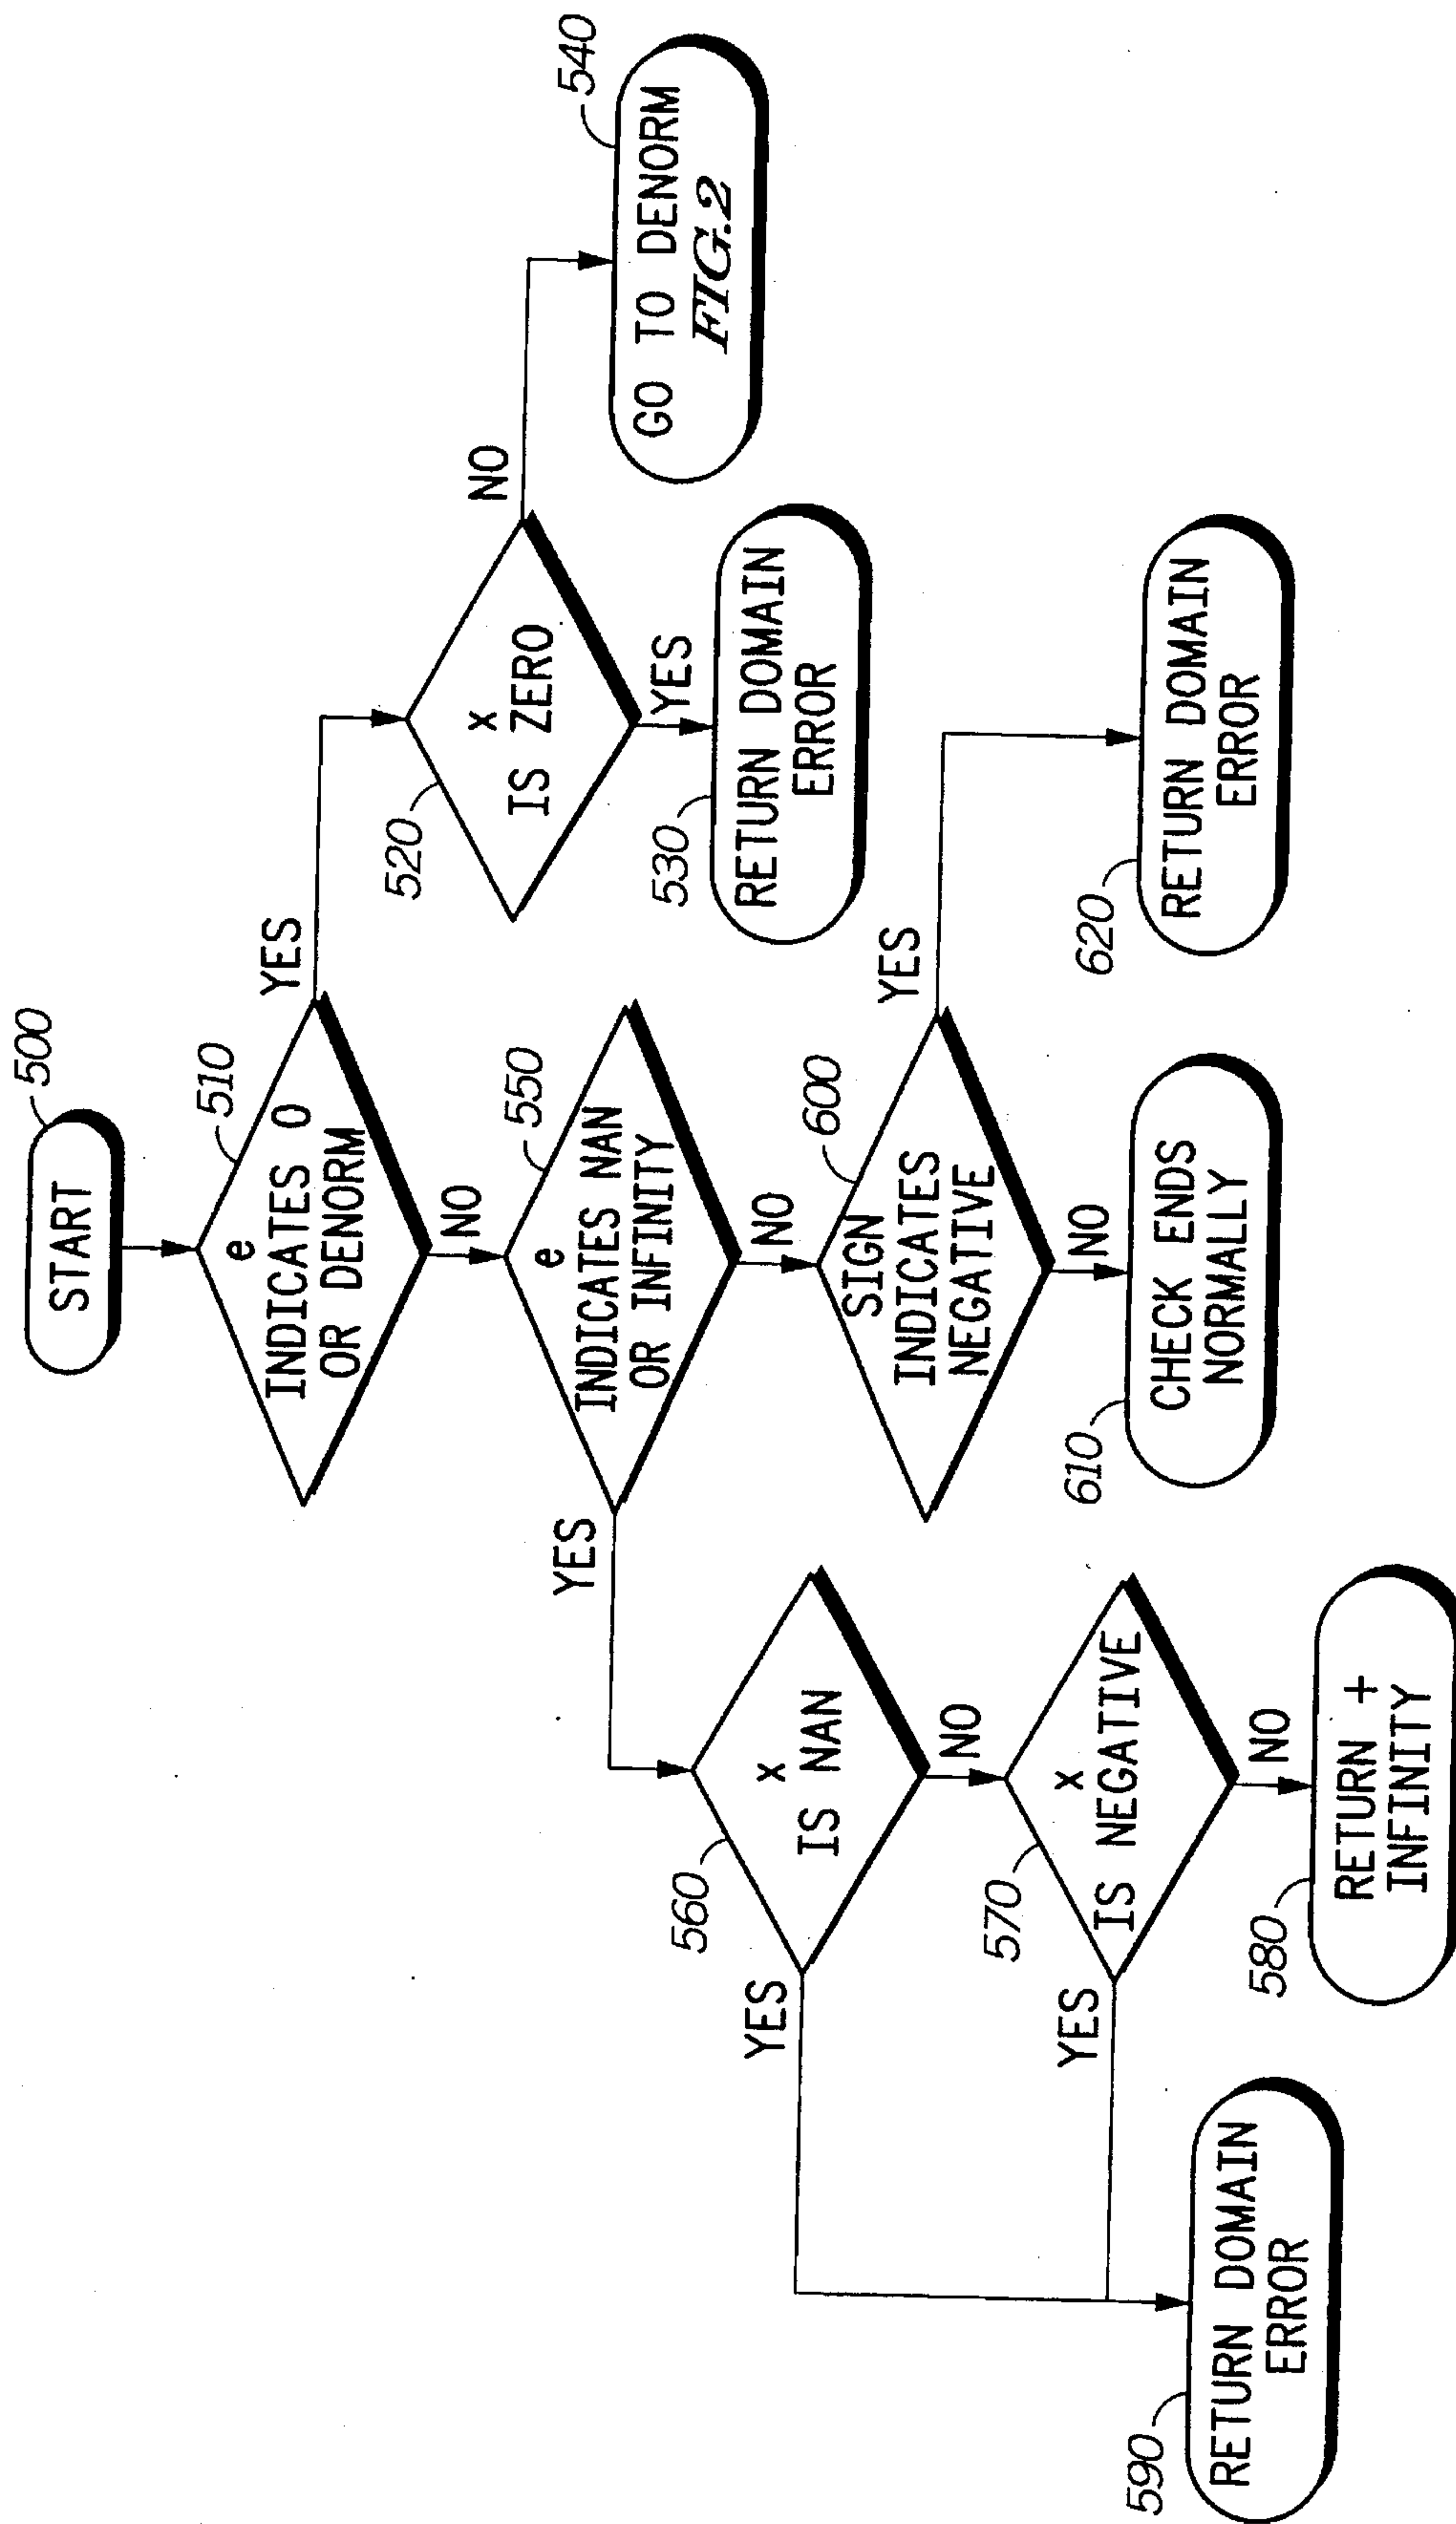 START
500
e
INDICATES 0
OR DENORM
510
YES
NO
x
IS ZERO
520
NO
YES
GO TO DENORM
FIG.2
540
RETURN DOMAIN
ERROR
530
e
INDICATES NAN
OR INFINITY
550
YES
NO
x
IS NAN
560
YES
NO
x
IS NEGATIVE
570
YES
NO
RETURN +
INFINITY
580
RETURN DOMAIN
ERROR
590
SIGN
INDICATES
NEGATIVE
600
YES
NO
CHECK ENDS
NORMALLY
610
RETURN DOMAIN
ERROR
620